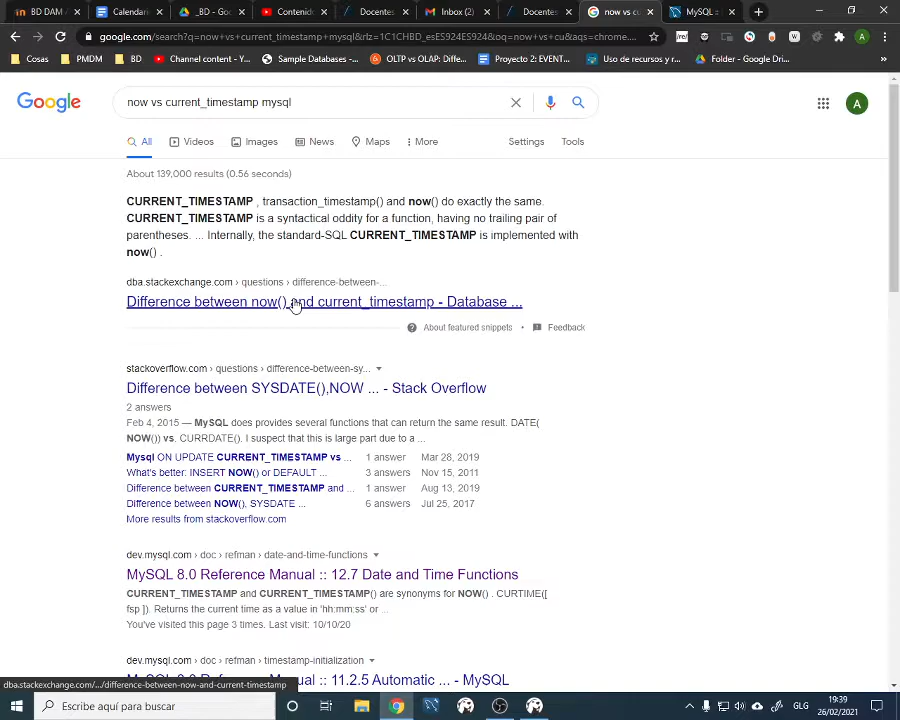 BD DAM
Calendari
_BD - Go
Contenido
Docentes
Inbox (2)
Docente:
now vs cu
MySQL ::
google.com/search?q=now+vs+current_timestamp+mysql&rlz=1C1CHBD_esES924ES924&oq=now+vs+cu&aqs=chrome...
Cosas
PMDM
BD
Channel content - Y...
Sample Databases -...
OLTP vs OLAP: Dife...
Proyecto 2: EVENT...
Uso de recursos y r...
Folder - Google Dri...
Google
now vs current_timestamp mysql
A
All
Videos
Images
News
Maps
More
Settings
Tools
About 139,000 results (0.56 seconds)
CURRENT_TIMESTAMP , transaction_timestamp() and now() do exactly the same.
CURRENT_TIMESTAMP is a syntactical oddity for a function, having no trailing pair of
parentheses. ... Internally, the standard-SQL CURRENT_TIMESTAMP is implemented with
now() .
dba.stackexchange.com › questions › difference-between-...
Difference between now() and current_timestamp - Database ...
About featured snippets • Feedback
stackoverflow.com › questions › difference-between-sy...
Difference between SYSDATE(),NOW ... - Stack Overflow
2 answers
Feb 4, 2015 — MySQL does provides several functions that can return the same result. DATE(
NOW()) vs. CURRDATE(). I suspect that this is large part due to a ...
Mysql ON UPDATE CURRENT_TIMESTAMP vs ... 1 answer Mar 28, 2019
What's better: INSERT NOW() or DEFAULT ... 3 answers Nov 15, 2011
Difference between CURRENT_TIMESTAMP and ... 1 answer Aug 13, 2019
Difference between NOW(), SYSDATE ... 6 answers Jul 25, 2017
More results from stackoverflow.com
dev.mysql.com › doc › refman › date-and-time-functions
MySQL 8.0 Reference Manual :: 12.7 Date and Time Functions
CURRENT_TIMESTAMP and CURRENT_TIMESTAMP() are synonyms for NOW() . CURTIME([
fsp ]). Returns the current time as a value in 'hh:mm:ss' or ...
You've visited this page 3 times. Last visit: 10/10/20
dev.mysql.com › doc › refman › timestamp-initialization
MySQL 8.0 Reference Manual :: 11.2.5 Automatic ... - MySQL
dba.stackexchange.com/.../difference-between-now-and-current-timestamp
Escribe aquí para buscar
GLG
19:39
26/02/2021